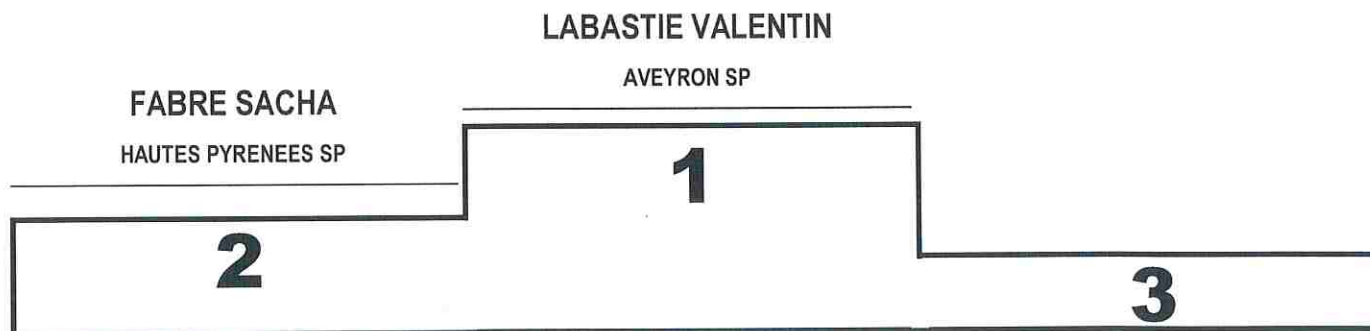 LABASTIE VALENTIN
AVEYRON SP
FABRE SACHA
HAUTES PYRENEES SP
1
2
3